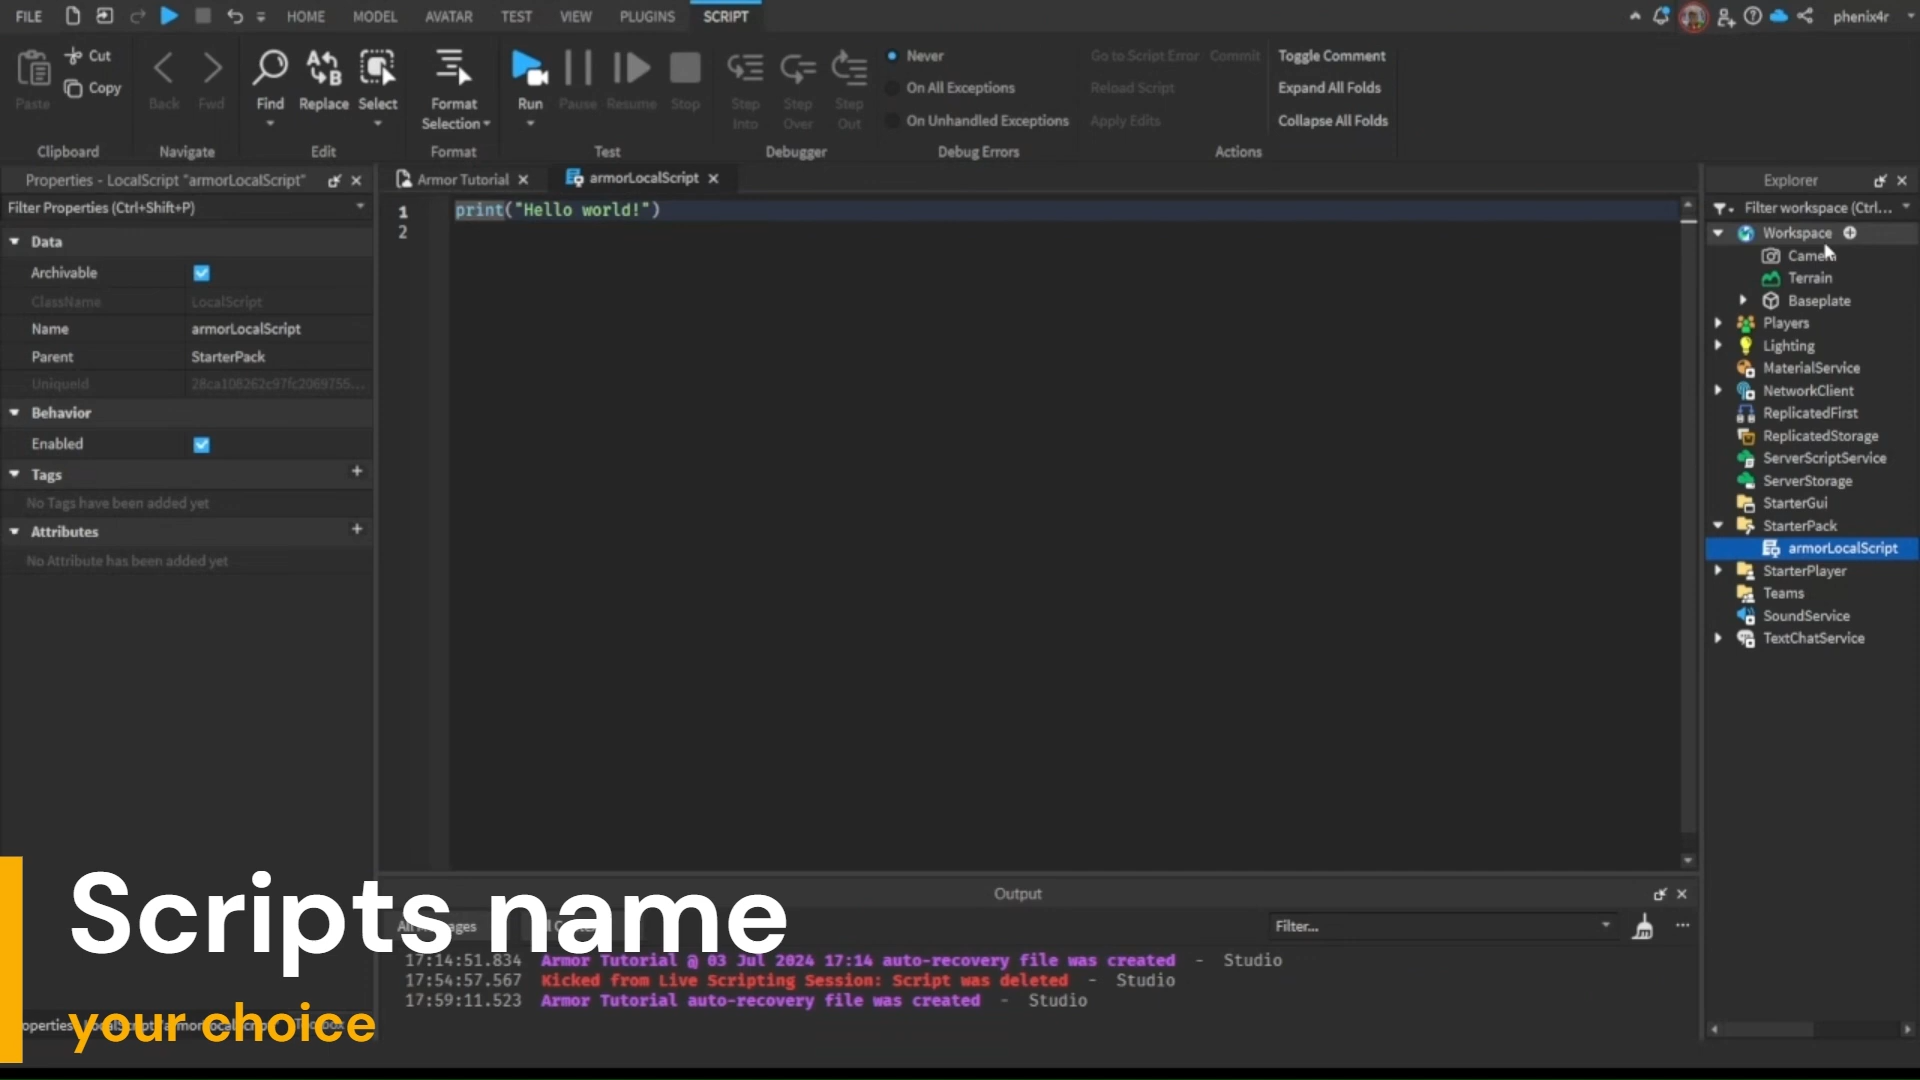 FILE HOME MODEL AVATAR TEST VIEW PLUGINS SCRIPT phenix4r
Paste Cut Copy Back Fwd Find Replace Select Format Selection Run Pause Resume Stop Step Into Step Over Step Out
Never Go to Script Error Commit Toggle Comment
On All Exceptions Reload Script Expand All Folds
On Unhandled Exceptions Apply Edits Collapse All Folds
Clipboard Navigate Edit Format Test Debugger Debug Errors Actions
Properties - LocalScript "armorLocalScript"
Filter Properties (Ctrl+Shift+P)
Data
Archivable
ClassName LocalScript
Name armorLocalScript
Parent StarterPack
UniqueId 28ca108262c97fc2069755...
Behavior
Enabled
Tags
No Tags have been added yet
Attributes
No Attribute has been added yet
Armor Tutorial armorLocalScript
1 print("Hello world!")
2
Explorer
Filter workspace (Ctrl...
Workspace
Camera
Terrain
Baseplate
Players
Lighting
MaterialService
NetworkClient
ReplicatedFirst
ReplicatedStorage
ServerScriptService
ServerStorage
StarterGui
StarterPack
armorLocalScript
StarterPlayer
Teams
SoundService
TextChatService
Output
Filter...
17:14:51.834 Armor Tutorial @ 03 Jul 2024 17:14 auto-recovery file was created - Studio
17:54:57.567 Kicked from Live Scripting Session: Script was deleted - Studio
17:59:11.523 Armor Tutorial auto-recovery file was created - Studio
Scripts name
your choice